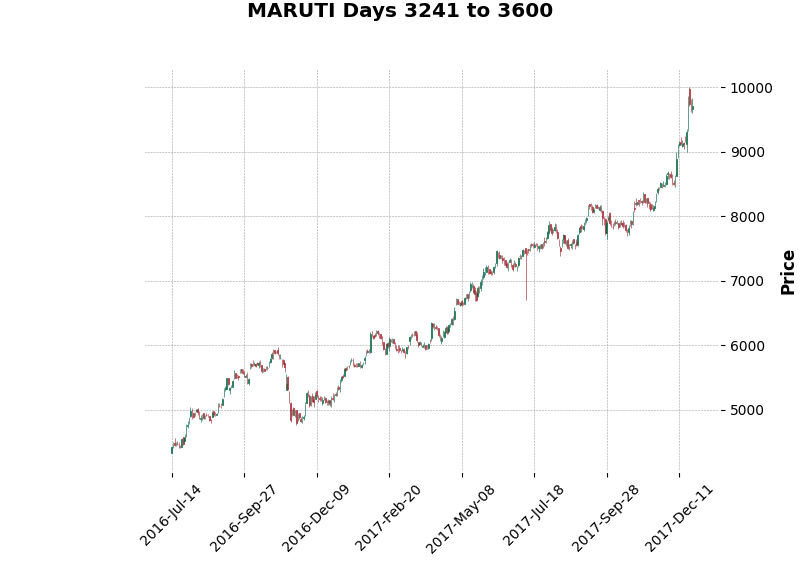 MARUTI Days 3241 to 3600
10000
9000
8000
7000
6000
5000
Price
2016-Jul-14
2016-Sep-27
2016-Dec-09
2017-Feb-20
2017-May-08
2017-Jul-18
2017-Sep-28
2017-Dec-11